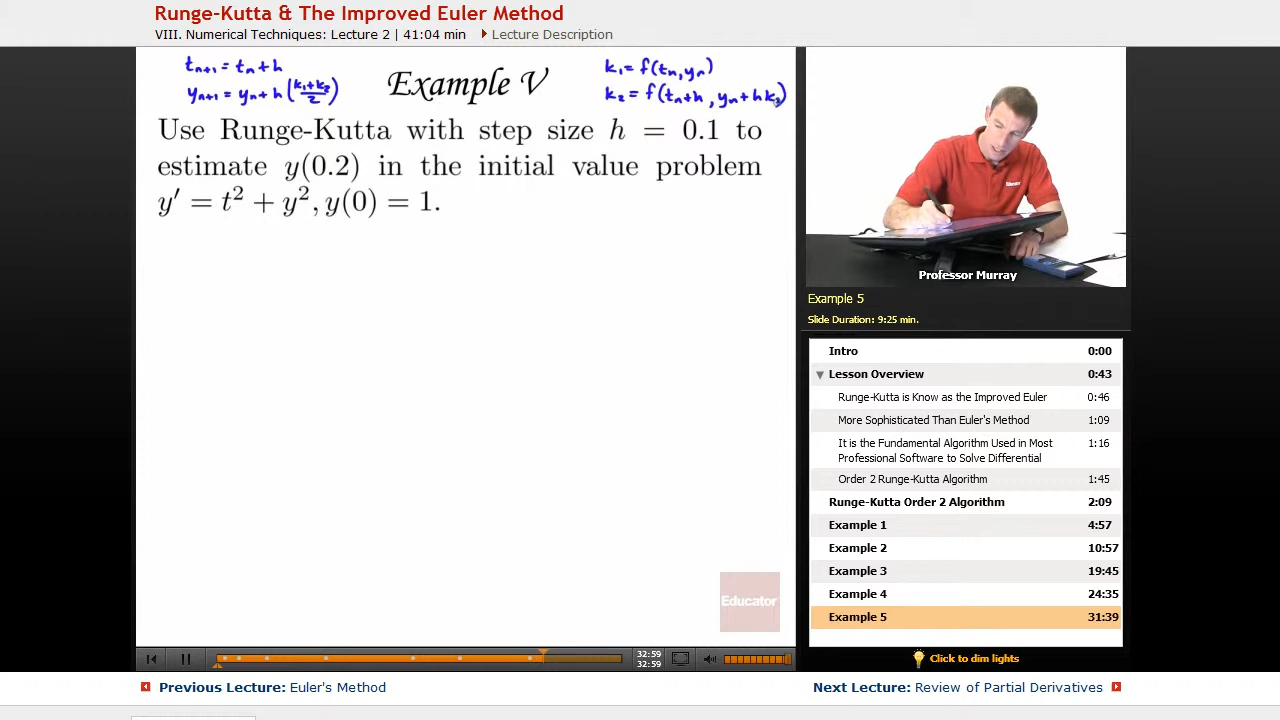 Runge-Kutta & The Improved Euler Method
VIII. Numerical Techniques: Lecture 2 | 41:04 min Lecture Description
tₙ₊₁ = tₙ + h
yₙ₊₁ = yₙ + h (k₁+k₂/2)
Example V
k₁ = f(tₙ, yₙ)
k₂ = f(tₙ+h, yₙ+hk₁)
Use Runge-Kutta with step size h = 0.1 to
estimate y(0.2) in the initial value problem
y′ = t² + y², y(0) = 1.
Educator
32:59
32:59
Professor Murray
Example 5
Slide Duration: 9:25 min.
Intro 0:00
Lesson Overview 0:43
Runge-Kutta is Know as the Improved Euler 0:46
More Sophisticated Than Euler's Method 1:09
It is the Fundamental Algorithm Used in Most 1:16
Professional Software to Solve Differential
Order 2 Runge-Kutta Algorithm 1:45
Runge-Kutta Order 2 Algorithm 2:09
Example 1 4:57
Example 2 10:57
Example 3 19:45
Example 4 24:35
Example 5 31:39
Click to dim lights
Previous Lecture: Euler's Method
Next Lecture: Review of Partial Derivatives